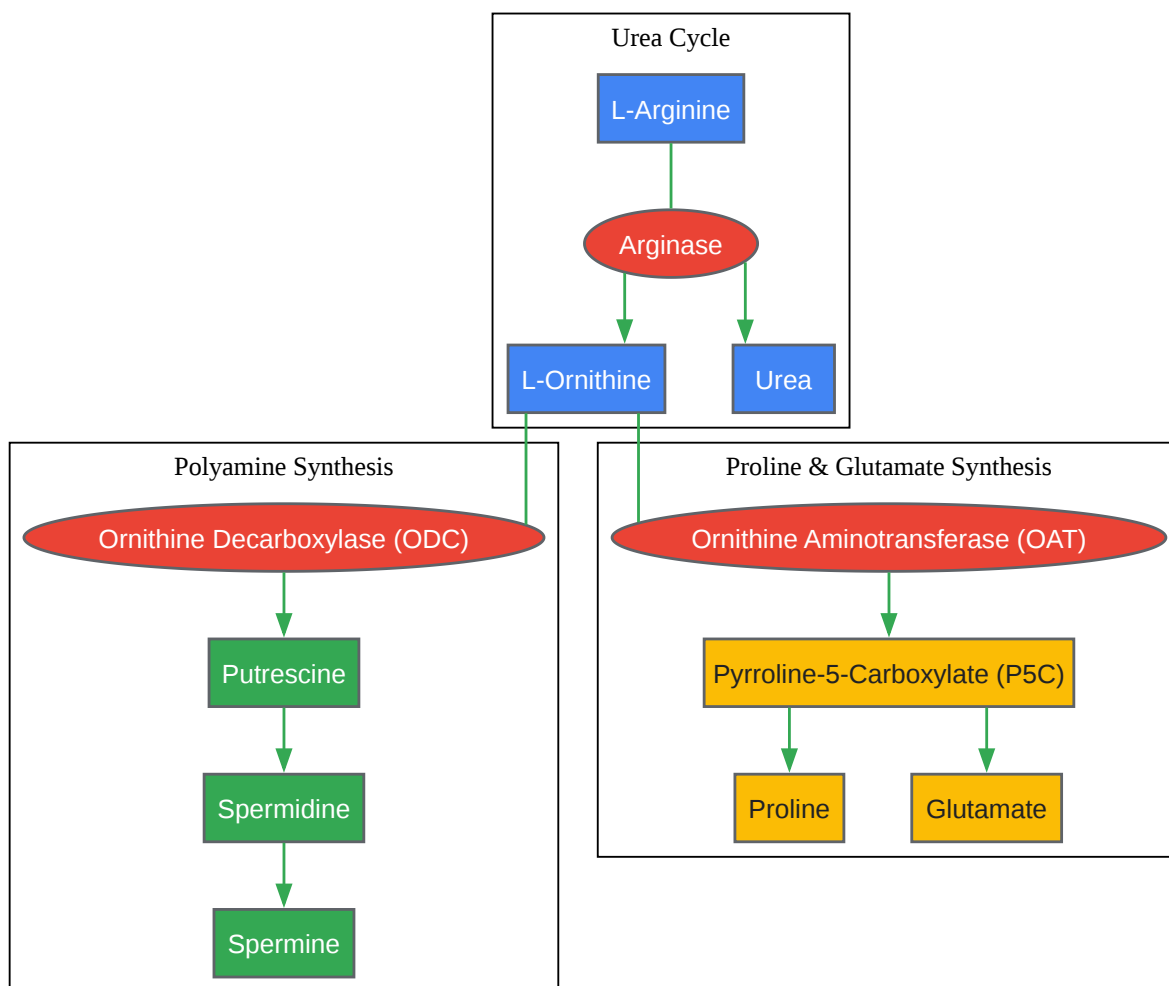 Urea Cycle
L-Arginine
Arginase
L-Ornithine
Urea
Polyamine Synthesis
Ornithine Decarboxylase (ODC)
Putrescine
Spermidine
Spermine
Proline & Glutamate Synthesis
Ornithine Aminotransferase (OAT)
Pyrroline-5-Carboxylate (P5C)
Proline
Glutamate